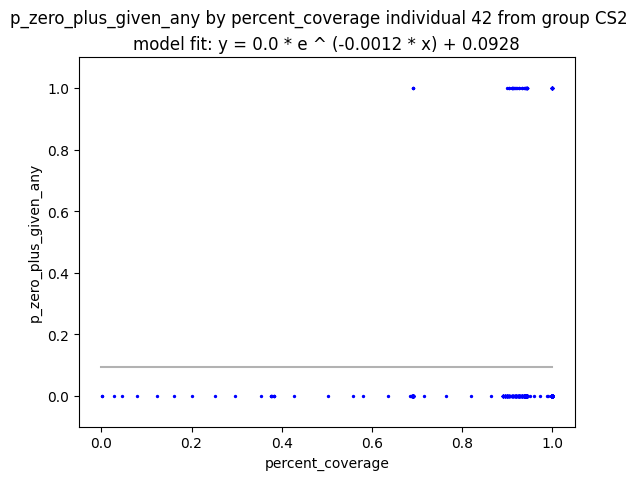 p_zero_plus_given_any by percent_coverage individual 42 from group CS2
model fit: y = 0.0 * e ^ (-0.0012 * x) + 0.0928
1.0
0.8
0.6
0.4
0.2
0.0
p_zero_plus_given_any
0.0 0.2 0.4 0.6 0.8 1.0
percent_coverage